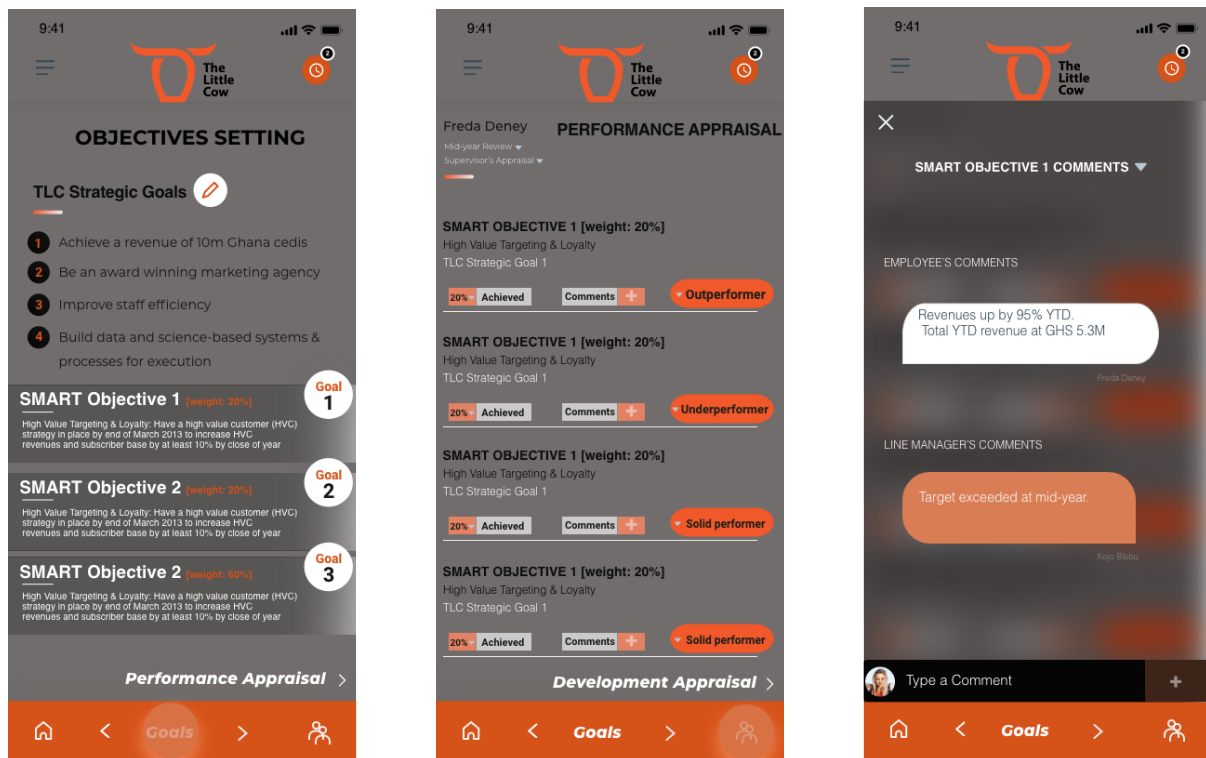 9:41
2
The
Little
Cow
OBJECTIVES SETTING
TLC Strategic Goals
1 Achieve a revenue of 10m Ghana cedis
2 Be an award winning marketing agency
3 Improve staff efficiency
4 Build data and science-based systems &
processes for execution
Goal
1
SMART Objective 1 [weight: 20%]
High Value Targeting & Loyalty: Have a high value customer (HVC)
strategy in place by end of March 2013 to increase HVC
revenues and subscriber base by at least 10% by close of year
Goal
2
SMART Objective 2 [weight: 20%]
High Value Targeting & Loyalty: Have a high value customer (HVC)
strategy in place by end of March 2013 to increase HVC
revenues and subscriber base by at least 10% by close of year
Goal
3
SMART Objective 2 [weight: 60%]
High Value Targeting & Loyalty: Have a high value customer (HVC)
strategy in place by end of March 2013 to increase HVC
revenues and subscriber base by at least 10% by close of year
Performance Appraisal >
< Goals >
9:41
2
The
Little
Cow
Freda Deney
PERFORMANCE APPRAISAL
Mid-year Review
Supervisor's Appraisal
SMART OBJECTIVE 1 [weight: 20%]
High Value Targeting & Loyalty
TLC Strategic Goal 1
20% Achieved Comments + Outperformer
SMART OBJECTIVE 1 [weight: 20%]
High Value Targeting & Loyalty
TLC Strategic Goal 1
20% Achieved Comments + Underperformer
SMART OBJECTIVE 1 [weight: 20%]
High Value Targeting & Loyalty
TLC Strategic Goal 1
20% Achieved Comments + Solid performer
SMART OBJECTIVE 1 [weight: 20%]
High Value Targeting & Loyalty
TLC Strategic Goal 1
20% Achieved Comments + Solid performer
Development Appraisal >
< Goals >
9:41
2
The
Little
Cow
SMART OBJECTIVE 1 COMMENTS
EMPLOYEE'S COMMENTS
Revenues up by 95% YTD.
Total YTD revenue at GHS 5.3M
Freda Deney
LINE MANAGER'S COMMENTS
Target exceeded at mid-year.
Kojo Blebu
Type a Comment +
< Goals >